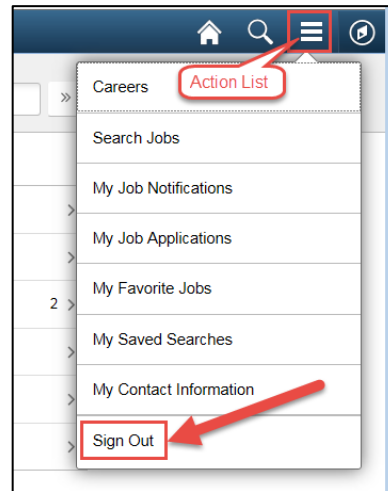 Careers
Action List
»
Search Jobs
My Job Notifications
My Job Applications
2
My Favorite Jobs
My Saved Searches
My Contact Information
Sign Out